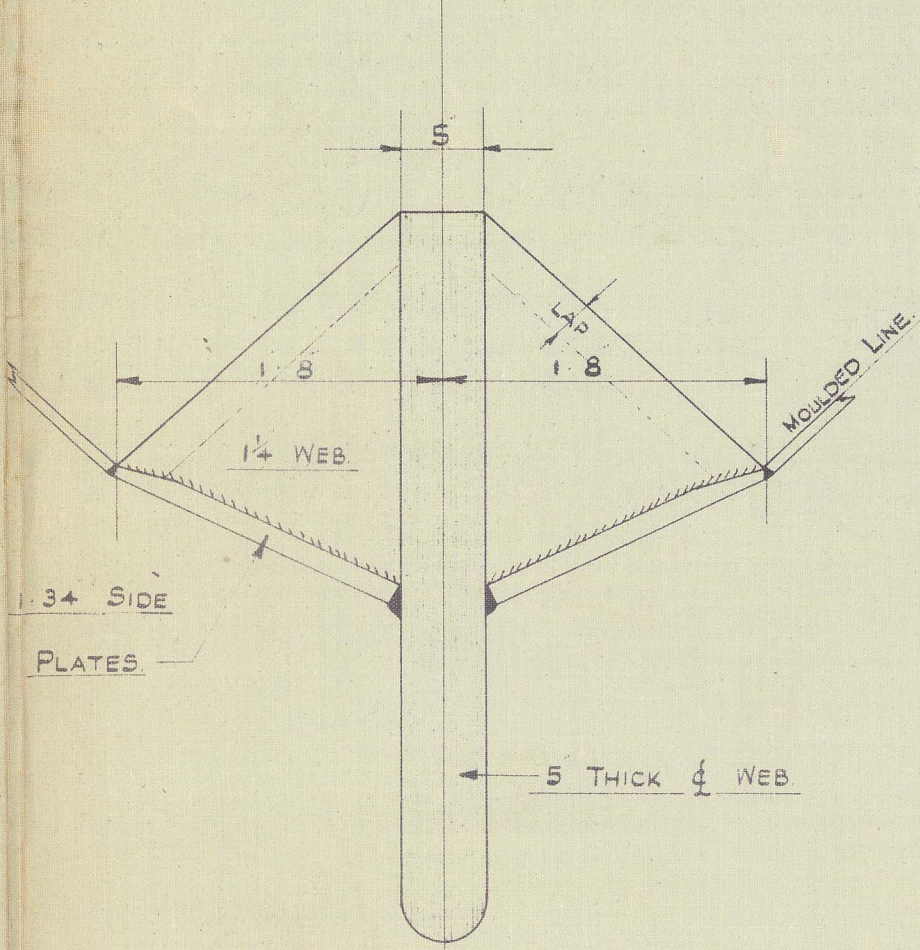 5
LAP
1 8
1 8
MOULDED LINE.
1¼ WEB.
1.34 SIDE
PLATES.
5 THICK ℄ WEB